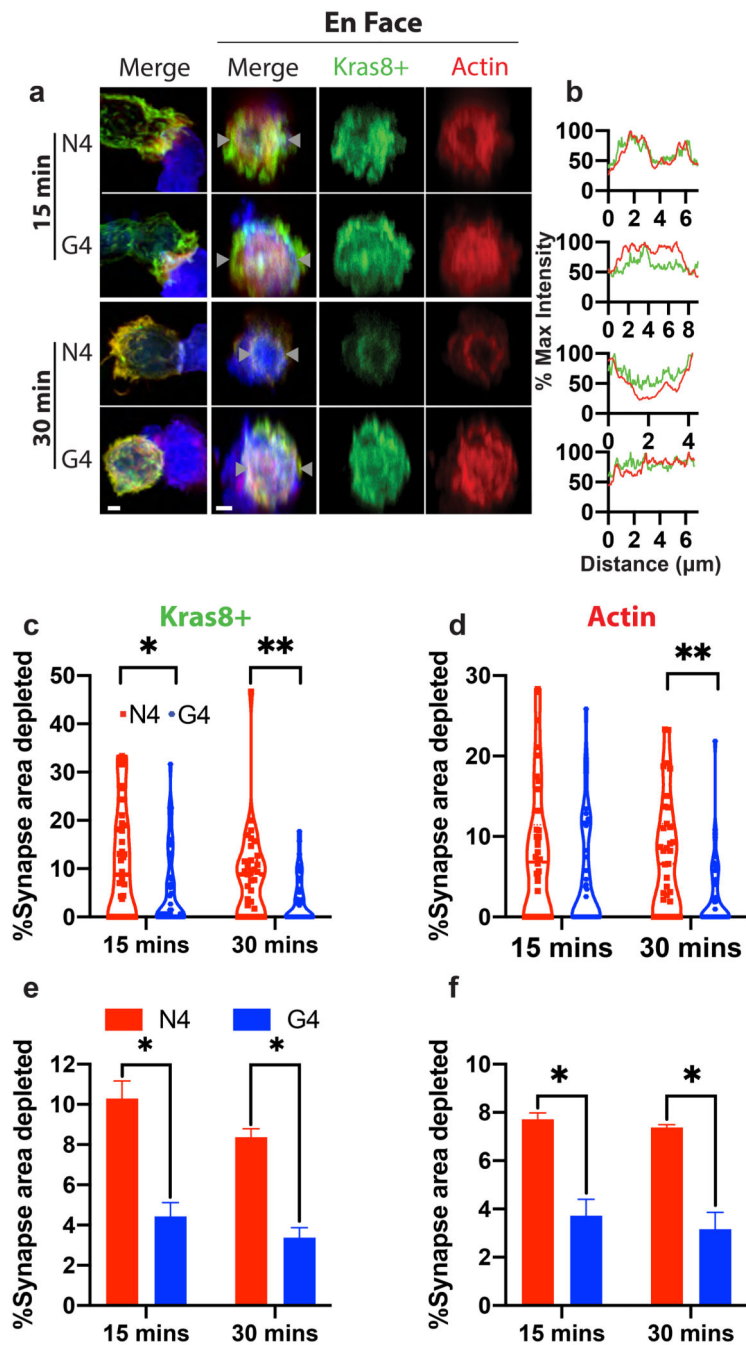 En Face
Merge Merge Kras8+ Actin
a b
15 min
N4
G4
30 min
N4
G4
% Max Intensity
100
50
0
0 2 4 6
100
50
0
0 2 4 6 8
100
50
0
0 2 4
100
50
0
0 2 4 6
Distance (µm)
c Kras8+
%Synapse area depleted
50
40
30
20
10
0
* **
N4 G4
15 mins 30 mins
d Actin
%Synapse area depleted
30
20
10
0
**
15 mins 30 mins
e
N4 G4
%Synapse area depleted
12
10
8
6
4
2
0
* *
15 mins 30 mins
f
%Synapse area depleted
10
8
6
4
2
0
* *
15 mins 30 mins